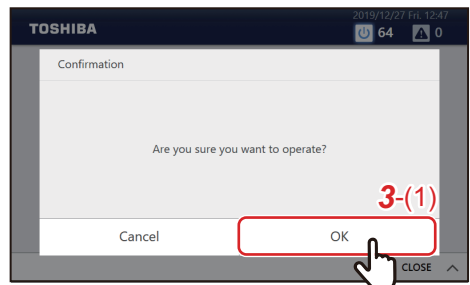 2019/12/27 Fri. 12:47
TOSHIBA
64
0
Confirmation
Are you sure you want to operate?
3-(1)
Cancel
OK
CLOSE